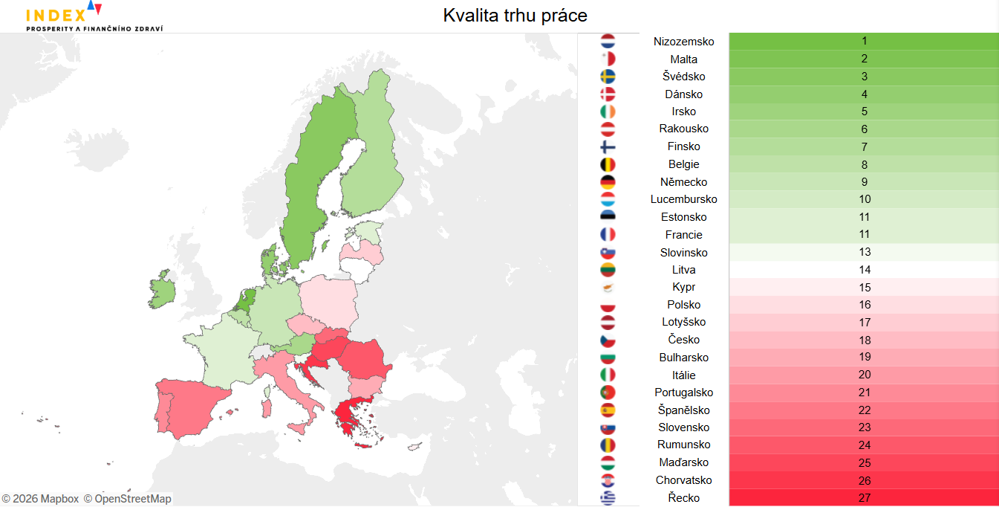 INDEX
PROSPERITY A FINANČNÍHO ZDRAVÍ
Kvalita trhu práce
Nizozemsko 1
Malta 2
Švédsko 3
Dánsko 4
Irsko 5
Rakousko 6
Finsko 7
Belgie 8
Německo 9
Lucembursko 10
Estonsko 11
Francie 11
Slovinsko 13
Litva 14
Kypr 15
Polsko 16
Lotyšsko 17
Česko 18
Bulharsko 19
Itálie 20
Portugalsko 21
Španělsko 22
Slovensko 23
Rumunsko 24
Maďarsko 25
Chorvatsko 26
Řecko 27
© 2026 Mapbox © OpenStreetMap